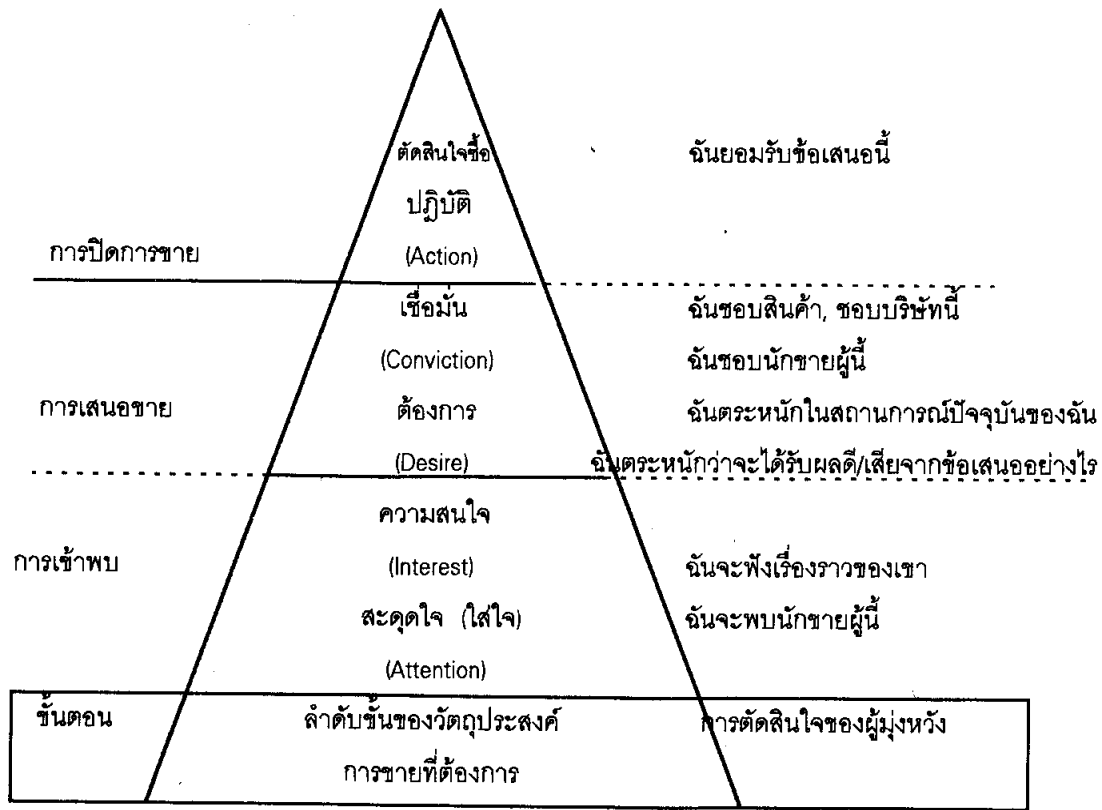 ตัดสินใจซื้อ ฉันยอมรับข้อเสนอนี้
ปฏิบัติ
การปิดการขาย (Action)
เชื่อมั่น ฉันชอบสินค้า, ชอบบริษัทนี้
(Conviction) ฉันชอบนักขายผู้นี้
การเสนอขาย ต้องการ ฉันตระหนักในสถานการณ์ปัจจุบันของฉัน
(Desire) ฉันตระหนักว่าจะได้รับผลดี/เสียจากข้อเสนออย่างไร
ความสนใจ
การเข้าพบ (Interest) ฉันจะฟังเรื่องราวของเขา
สะดุดใจ (ใส่ใจ) ฉันจะพบนักขายผู้นี้
(Attention)
ขั้นตอน ลำดับขั้นของวัตถุประสงค์ การตัดสินใจของผู้มุ่งหวัง
การขายที่ต้องการ